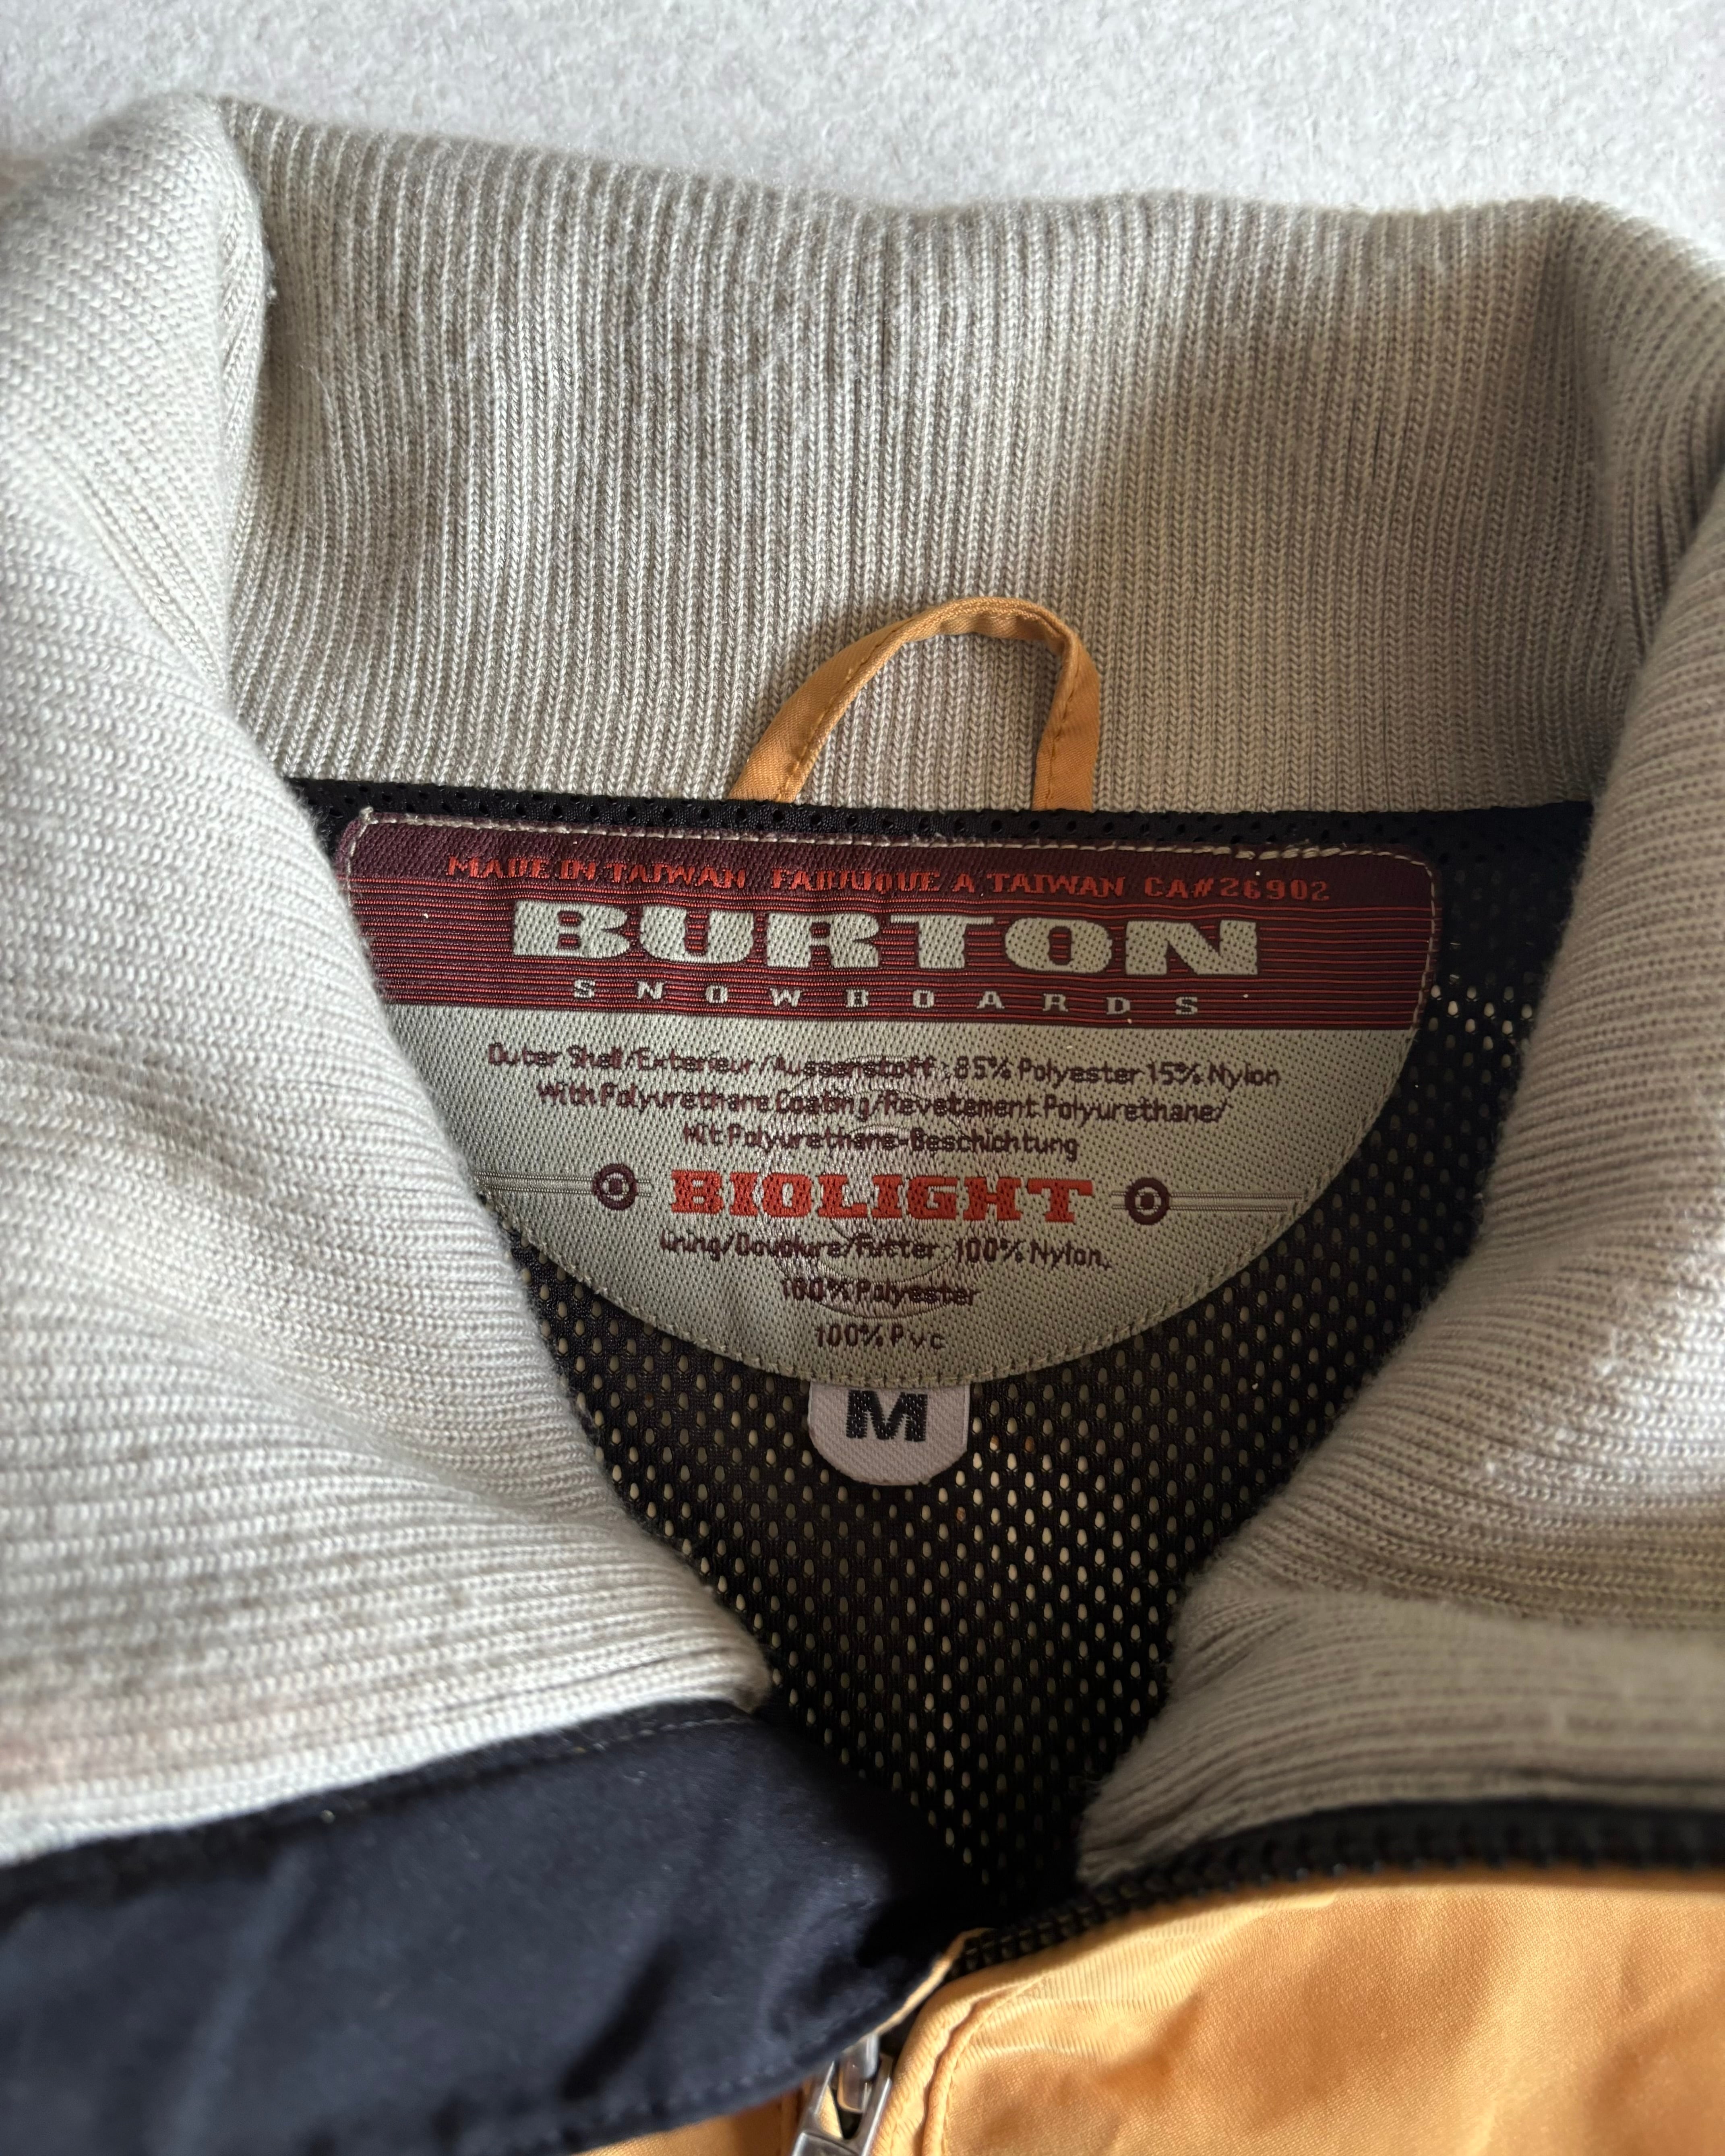 MADE IN TAIWAN FABRIQUE A TAIWAN CA#26902
BURTON
SNOWBOARDS
Outer Shell/Exterieur/Aussenstoff :85% Polyester 15% Nylon
With Polyurethane Coating/Revetement Polyurethane/
Mit Polyurethane-Beschichtung
BIOLIGHT
Lining/Doublure/Futter :100% Nylon.
100% Polyester
100% Pvc
M